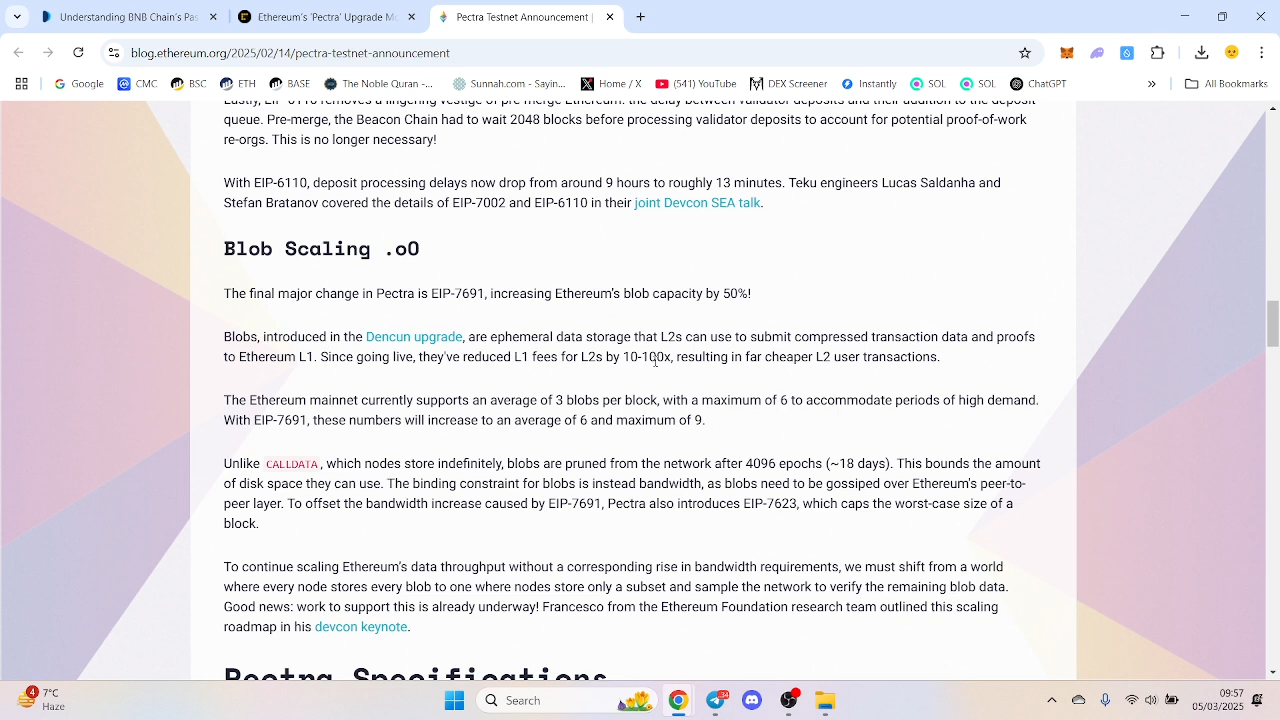 Understanding BNB Chain's Pas
Ethereum's 'Pectra' Upgrade: M
Pectra Testnet Announcement |
blog.ethereum.org/2025/02/14/pectra-testnet-announcement
Google
CMC
BSC
ETH
BASE
The Noble Quran -...
Sunnah.com - Sayin...
Home / X
(541) YouTube
DEX Screener
Instantly
SOL
SOL
ChatGPT
»
All Bookmarks
queue. Pre-merge, the Beacon Chain had to wait 2048 blocks before processing validator deposits to account for potential proof-of-work
re-orgs. This is no longer necessary!
With EIP-6110, deposit processing delays now drop from around 9 hours to roughly 13 minutes. Teku engineers Lucas Saldanha and
Stefan Bratanov covered the details of EIP-7002 and EIP-6110 in their joint Devcon SEA talk.
Blob Scaling .oO
The final major change in Pectra is EIP-7691, increasing Ethereum's blob capacity by 50%!
Blobs, introduced in the Dencun upgrade, are ephemeral data storage that L2s can use to submit compressed transaction data and proofs
to Ethereum L1. Since going live, they've reduced L1 fees for L2s by 10-100x, resulting in far cheaper L2 user transactions.
The Ethereum mainnet currently supports an average of 3 blobs per block, with a maximum of 6 to accommodate periods of high demand.
With EIP-7691, these numbers will increase to an average of 6 and maximum of 9.
Unlike CALLDATA, which nodes store indefinitely, blobs are pruned from the network after 4096 epochs (~18 days). This bounds the amount
of disk space they can use. The binding constraint for blobs is instead bandwidth, as blobs need to be gossiped over Ethereum's peer-to-
peer layer. To offset the bandwidth increase caused by EIP-7691, Pectra also introduces EIP-7623, which caps the worst-case size of a
block.
To continue scaling Ethereum's data throughput without a corresponding rise in bandwidth requirements, we must shift from a world
where every node stores every blob to one where nodes store only a subset and sample the network to verify the remaining blob data.
Good news: work to support this is already underway! Francesco from the Ethereum Foundation research team outlined this scaling
roadmap in his devcon keynote.
Pectra Specifications
4
7°C
Haze
Search
34
09:57
05/03/2025